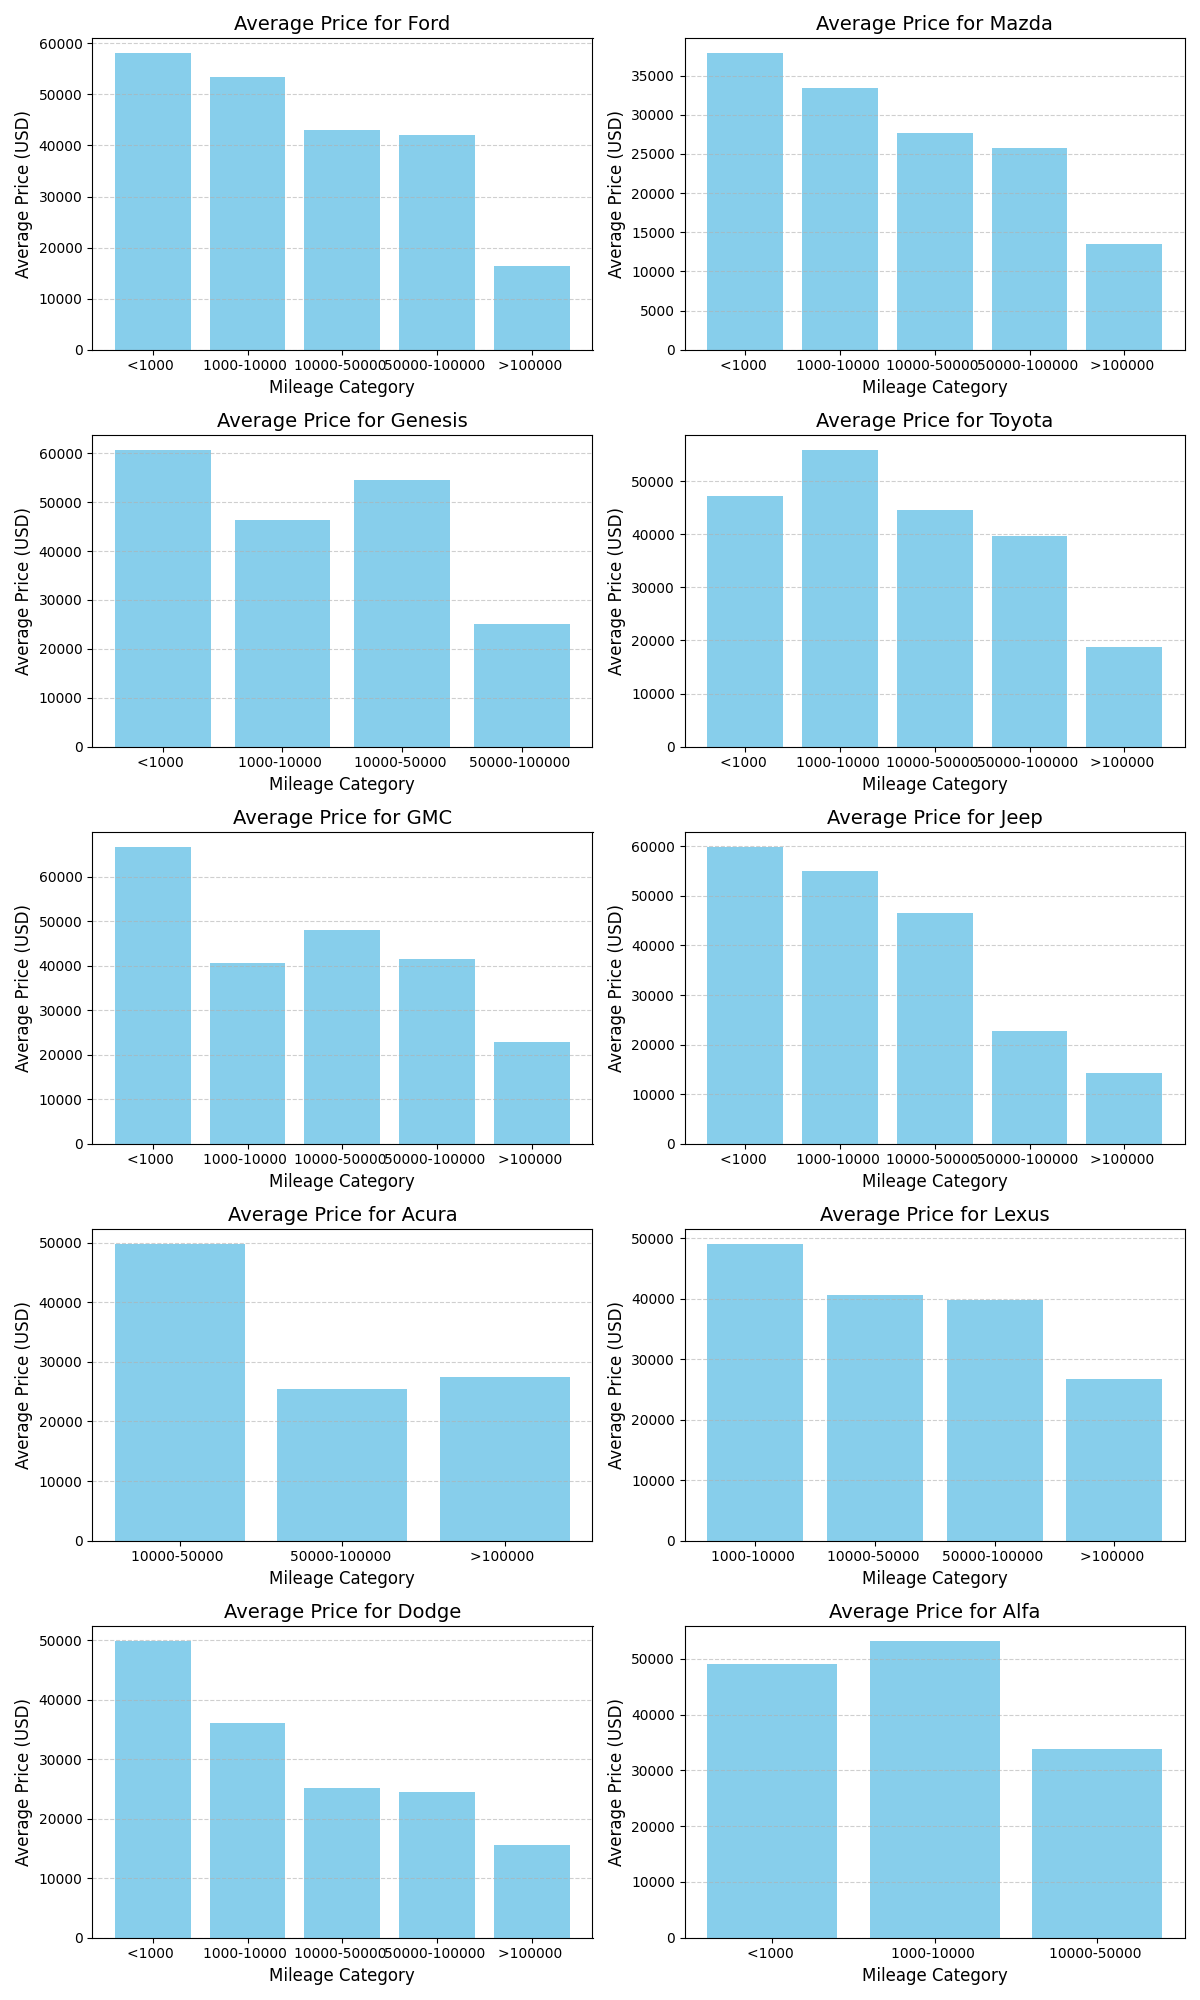 Average Price for Ford
Average Price (USD)
60000
50000
40000
30000
20000
10000
0
<1000 1000-10000 10000-50000 50000-100000 >100000
Mileage Category
Average Price for Mazda
Average Price (USD)
35000
30000
25000
20000
15000
10000
5000
0
<1000 1000-10000 10000-50000 50000-100000 >100000
Mileage Category
Average Price for Genesis
Average Price (USD)
60000
50000
40000
30000
20000
10000
0
<1000 1000-10000 10000-50000 50000-100000
Mileage Category
Average Price for Toyota
Average Price (USD)
50000
40000
30000
20000
10000
0
<1000 1000-10000 10000-50000 50000-100000 >100000
Mileage Category
Average Price for GMC
Average Price (USD)
60000
50000
40000
30000
20000
10000
0
<1000 1000-10000 10000-50000 50000-100000 >100000
Mileage Category
Average Price for Jeep
Average Price (USD)
60000
50000
40000
30000
20000
10000
0
<1000 1000-10000 10000-50000 50000-100000 >100000
Mileage Category
Average Price for Acura
Average Price (USD)
50000
40000
30000
20000
10000
0
10000-50000 50000-100000 >100000
Mileage Category
Average Price for Lexus
Average Price (USD)
50000
40000
30000
20000
10000
0
1000-10000 10000-50000 50000-100000 >100000
Mileage Category
Average Price for Dodge
Average Price (USD)
50000
40000
30000
20000
10000
0
<1000 1000-10000 10000-50000 50000-100000 >100000
Mileage Category
Average Price for Alfa
Average Price (USD)
50000
40000
30000
20000
10000
0
<1000 1000-10000 10000-50000
Mileage Category